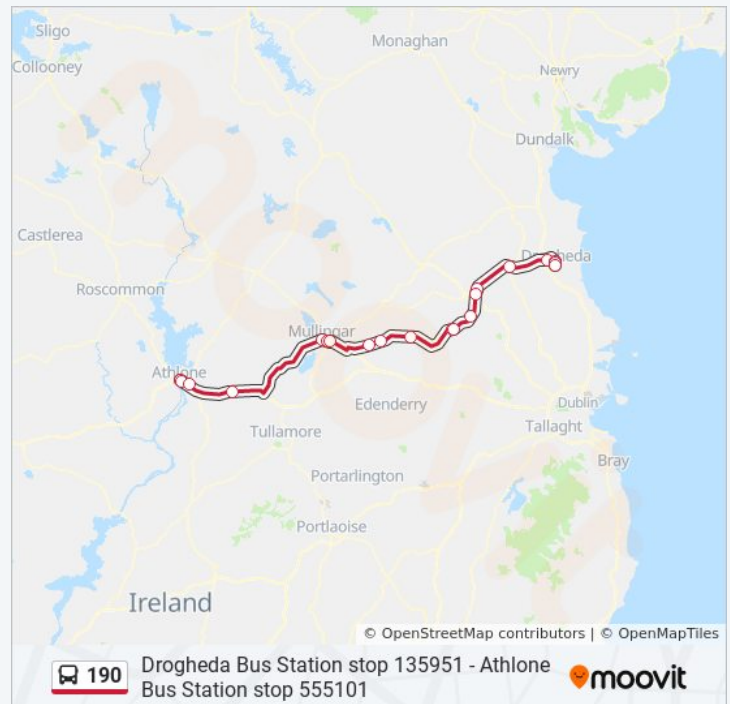 Sligo
Collooney
Monaghan
Newry
Dundalk
Castlerea
Drogheda
Roscommon
Mullingar
Athlone
Edenderry
Dublin
Tallaght
Tullamore
Bray
Portarlington
Portlaoise
Ireland
moovit
© OpenStreetMap contributors | © OpenMapTiles
190
Drogheda Bus Station stop 135951 - Athlone
Bus Station stop 555101
moovit